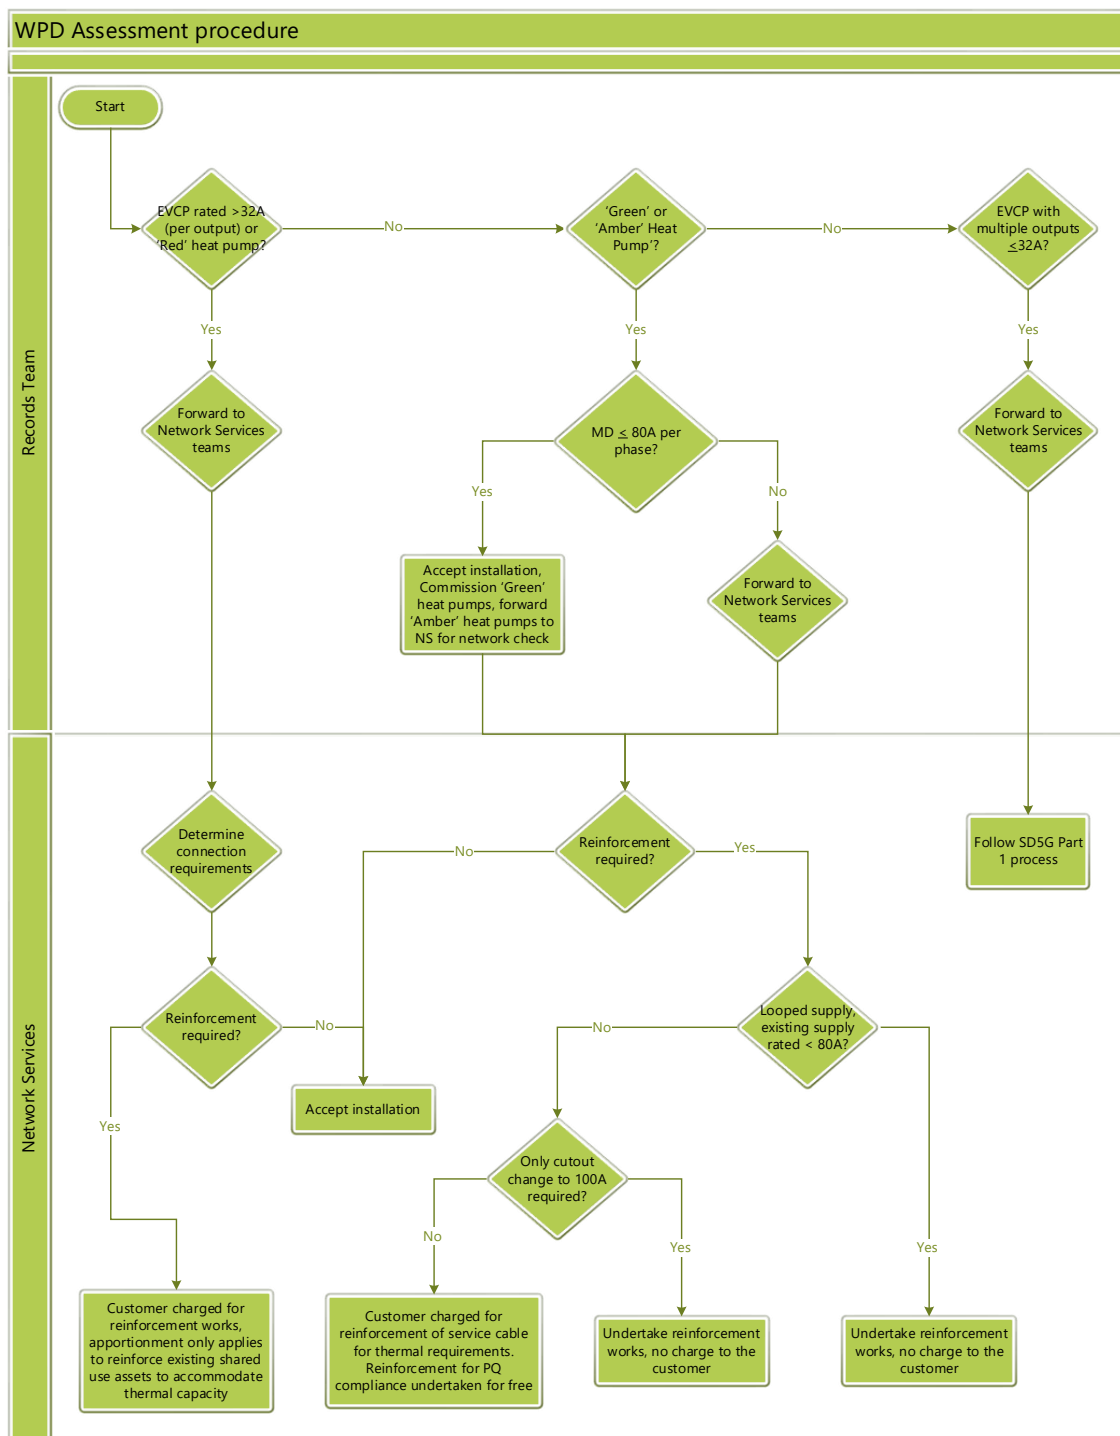 WPD Assessment procedure
Records Team
Start
EVCP rated >32A
(per output) or
'Red' heat pump?
No
'Green' or
'Amber' Heat
Pump'?
No
EVCP with
multiple outputs
≤32A?
Yes
Yes
Yes
Forward to
Network Services
teams
MD ≤ 80A per
phase?
Forward to
Network Services
teams
Yes
No
Accept installation,
Commission 'Green'
heat pumps, forward
'Amber' heat pumps to
NS for network check
Forward to
Network Services
teams
Network Services
Determine
connection
requirements
No
Reinforcement
required?
Yes
Follow SD5G Part
1 process
Reinforcement
required?
No
No
Looped supply,
existing supply
rated < 80A?
Accept installation
Yes
Only cutout
change to 100A
required?
No
Yes
Yes
Customer charged for
reinforcement works,
apportionment only applies
to reinforce existing shared
use assets to accommodate
thermal capacity
Customer charged for
reinforcement of service cable
for thermal requirements.
Reinforcement for PQ
compliance undertaken for free
Undertake reinforcement
works, no charge to the
customer
Undertake reinforcement
works, no charge to the
customer